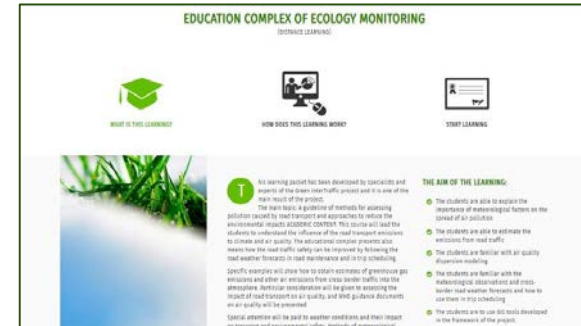 EDUCATION COMPLEX OF ECOLOGY MONITORING
(DISTANCE LEARNING)
WHAT IS THIS LEARNING?
HOW DOES THIS LEARNING WORK?
START LEARNING
This learning packet has been developed by specialists and
experts of the Green InterTraffic project and it is one of the
main result of the project.
The main topic: A guideline of methods for assessing
pollution caused by road transport and approaches to reduce the
environmental impacts ACADEMIC CONTENT: This course will lead the
students to understand the influence of the road transport emissions
to climate and air quality. The educational complex presents also
means how the road traffic safety can be improved by following the
road weather forecasts in road maintenance and in trip scheduling.
Specific examples will show how to obtain estimates of greenhouse gas
emissions and other air emissions from cross-border traffic into the
atmosphere. Particular consideration will be given to assessing the
impact of road transport on air quality, and WHO guidance documents
on air quality will be presented.
Special attention will be paid to weather conditions and their impact
on transport and environmental safety. Methods of meteorological
THE AIM OF THE LEARNING:
The students are able to explain the
importance of meteorological factors on the
spread of air pollution
The students are able to estimate the
emissions from road traffic
The students are familiar with air quality
dispersion modeling
The students are familiar with the
meteorological observations and cross-
border road weather forecasts and how to
use them in trip scheduling
The students are to use GIS tools developed
in the framework of the project